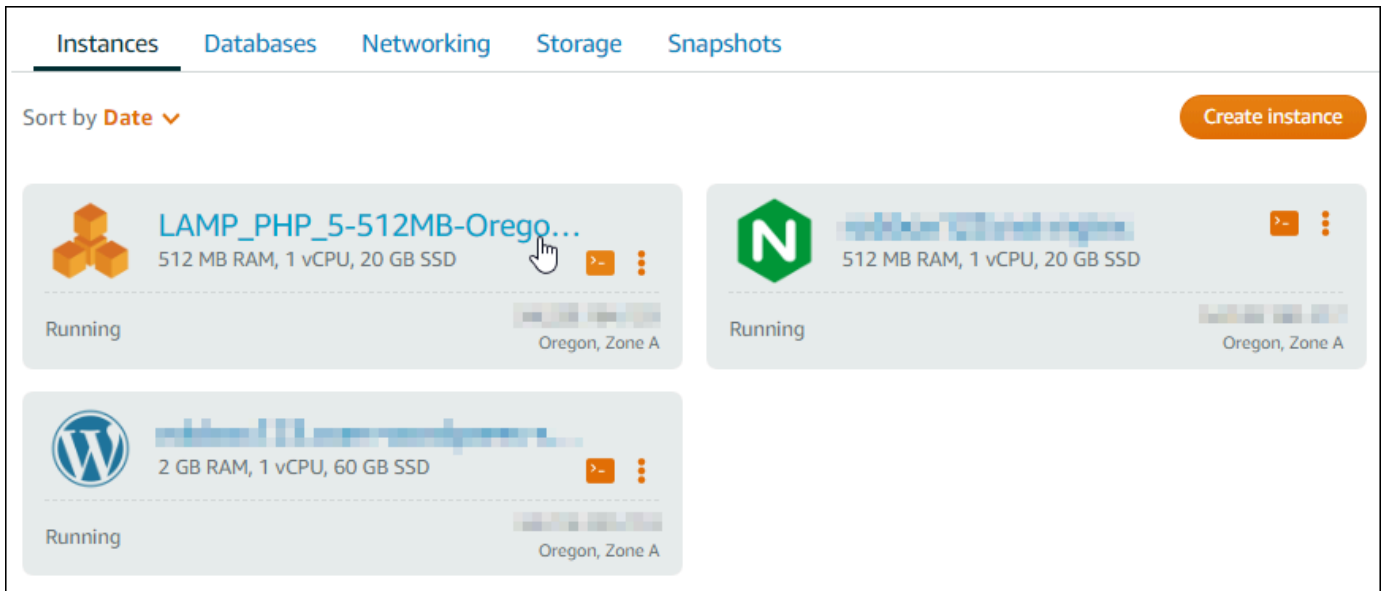 Instances Databases Networking Storage Snapshots
Sort by Date
Create instance
LAMP_PHP_5-512MB-Orego...
512 MB RAM, 1 vCPU, 20 GB SSD
Running
Oregon, Zone A
N
512 MB RAM, 1 vCPU, 20 GB SSD
Running
Oregon, Zone A
W
2 GB RAM, 1 vCPU, 60 GB SSD
Running
Oregon, Zone A